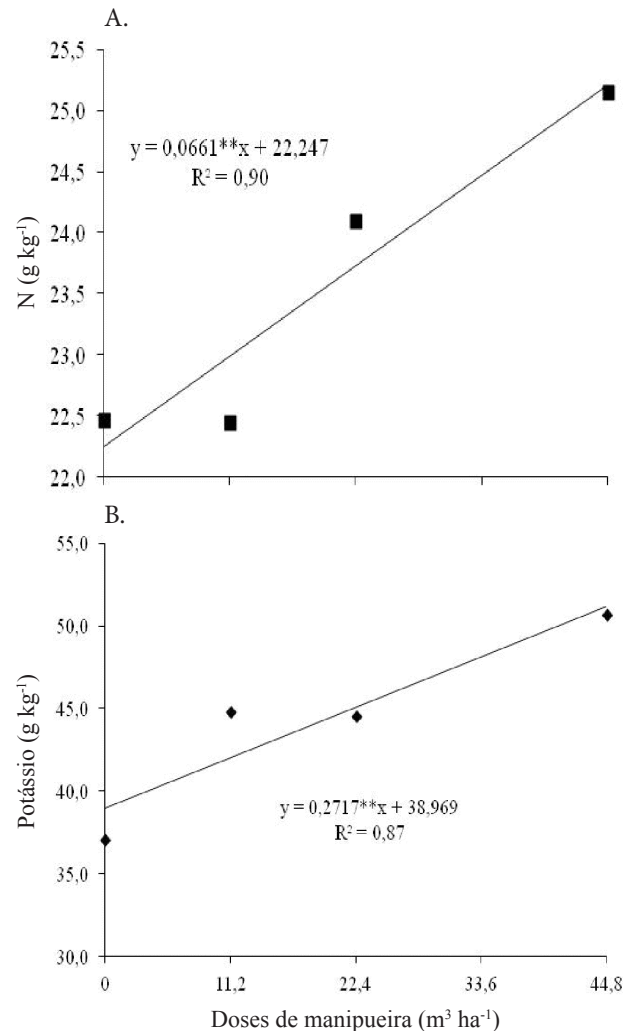 A.
25,5
25,0
24,5
24,0
23,5
23,0
22,5
22,0
N (g kg⁻¹)
y = 0,0661**x + 22,247
R² = 0,90
B.
55,0
50,0
45,0
40,0
35,0
30,0
Potássio (g kg⁻¹)
y = 0,2717**x + 38,969
R² = 0,87
0 11,2 22,4 33,6 44,8
Doses de manipueira (m³ ha⁻¹)